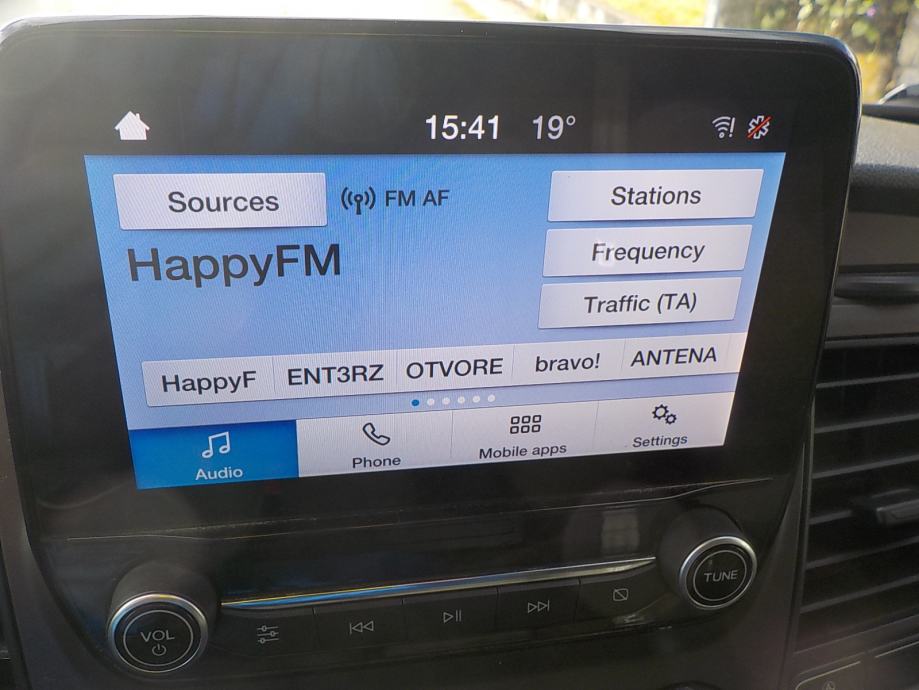 15:41 19°
Sources FM AF Stations
HappyFM Frequency
Traffic (TA)
HappyF ENT3RZ OTVORE bravo! ANTENA
Audio Phone Mobile apps Settings
VOL TUNE